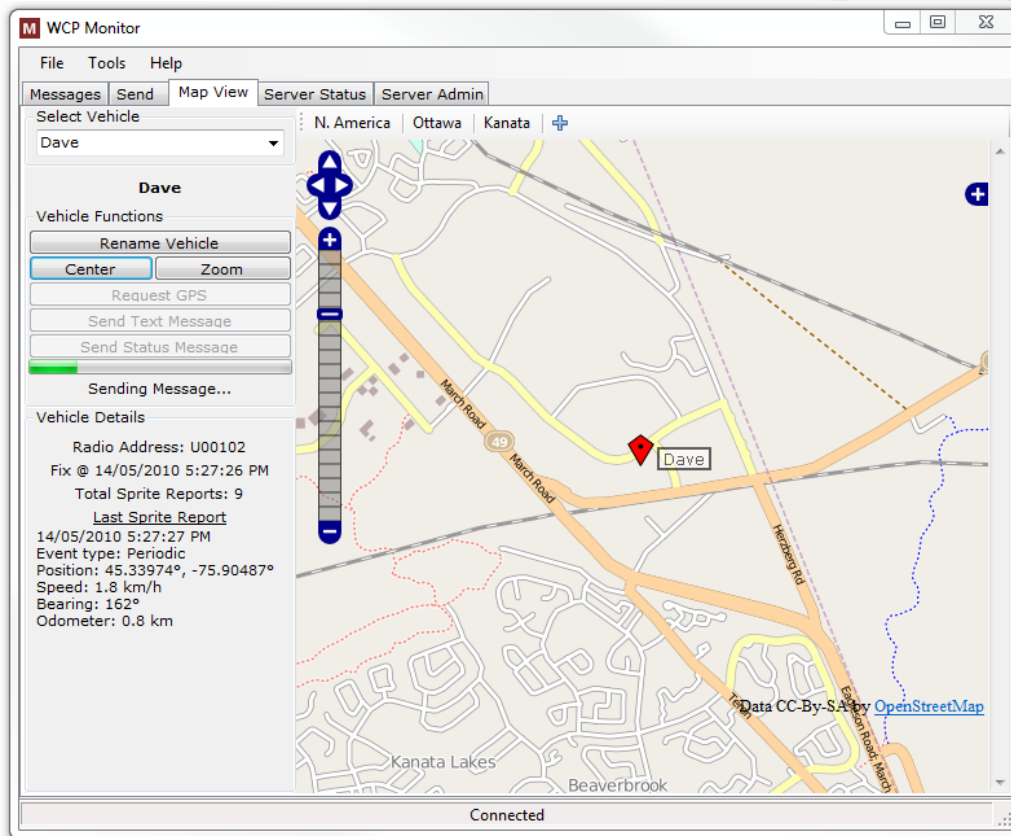 M WCP Monitor
File Tools Help
Messages Send Map View Server Status Server Admin
Select Vehicle
Dave
Dave
Vehicle Functions
Rename Vehicle
Center Zoom
Request GPS
Send Text Message
Send Status Message
Sending Message...
Vehicle Details
Radio Address: U00102
Fix @ 14/05/2010 5:27:26 PM
Total Sprite Reports: 9
Last Sprite Report
14/05/2010 5:27:27 PM
Event type: Periodic
Position: 45.33974°, -75.90487°
Speed: 1.8 km/h
Bearing: 162°
Odometer: 0.8 km
N. America Ottawa Kanata
March Road
49
March Road
Dave
Herzberg Rd
Data CC-By-SA by OpenStreetMap
Eagleson Road; March
Kanata Lakes
Beaverbrook
Connected